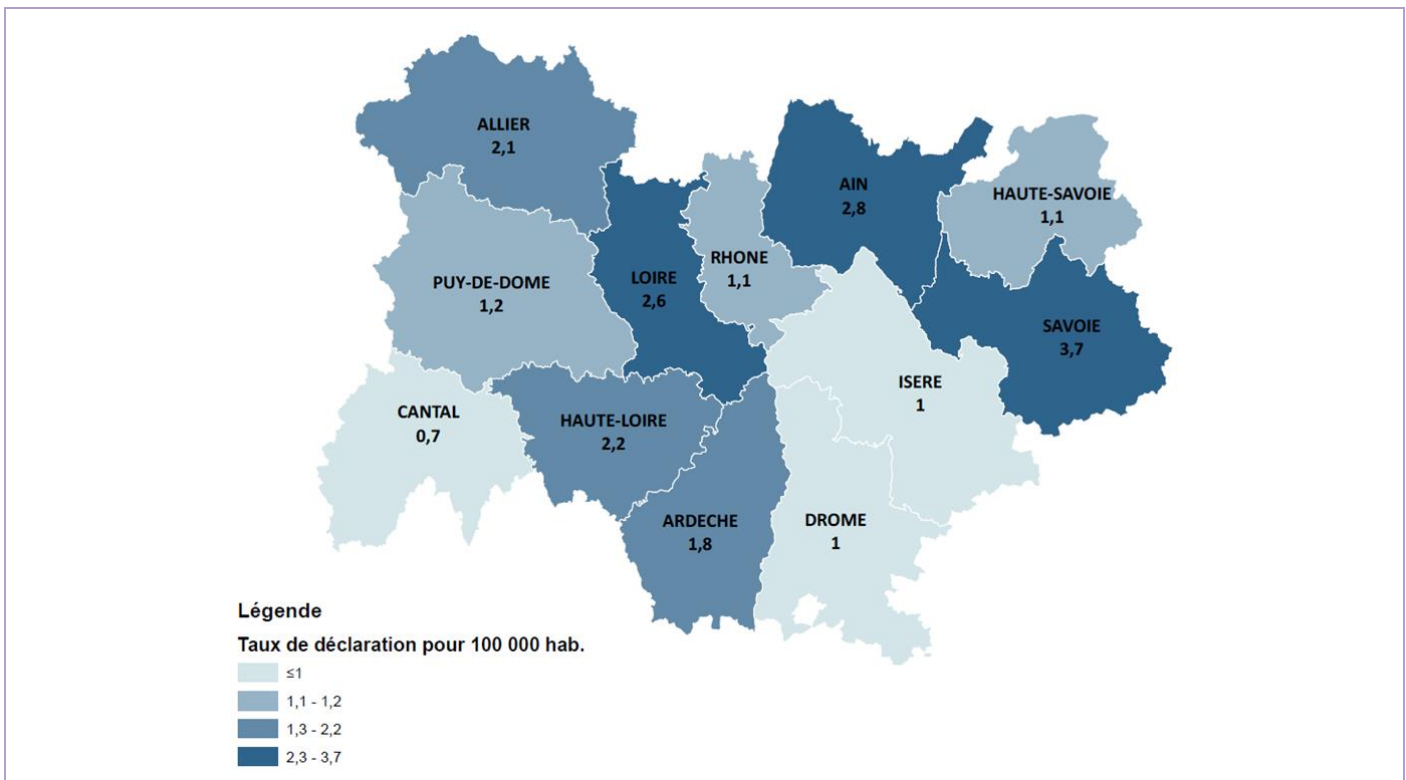 ALLIER
2,1
AIN
2,8
HAUTE-SAVOIE
1,1
RHONE
1,1
PUY-DE-DOME
1,2
LOIRE
2,6
SAVOIE
3,7
ISERE
1
CANTAL
0,7
HAUTE-LOIRE
2,2
ARDECHE
1,8
DROME
1
Légende
Taux de déclaration pour 100 000 hab.
≤1
1,1 - 1,2
1,3 - 2,2
2,3 - 3,7